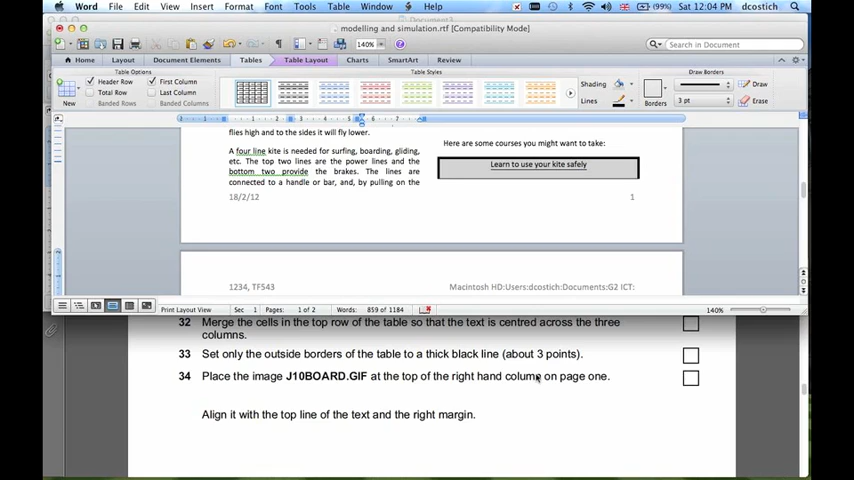 Word File Edit View Insert Format Font Tools Table Window Help (99%) Sat 12:04 PM dcostich
modelling and simulation.rtf [Compatibility Mode]
140%
Search in Document
Home Layout Document Elements Tables Table Layout Charts SmartArt Review
Table Options Table Styles Draw Borders
Header Row First Column
Total Row Last Column
Banded Rows Banded Columns
New
Shading
Lines
Borders
Draw
3 pt
Erase
flies high and to the sides it will fly lower.
A four line kite is needed for surfing, boarding, gliding,
etc. The top two lines are the power lines and the
bottom two provide the brakes. The lines are
connected to a handle or bar, and, by pulling on the
Here are some courses you might want to take:
Learn to use your kite safely
18/2/12 1
1234, TF543 Macintosh HD:Users:dcostich:Documents:G2 ICT:
Print Layout View Sec 1 Pages: 1 of 2 Words: 859 of 1184 140%
32 Merge the cells in the top row of the table so that the text is centred across the three
columns.
33 Set only the outside borders of the table to a thick black line (about 3 points).
34 Place the image J10BOARD.GIF at the top of the right hand column on page one.
Align it with the top line of the text and the right margin.